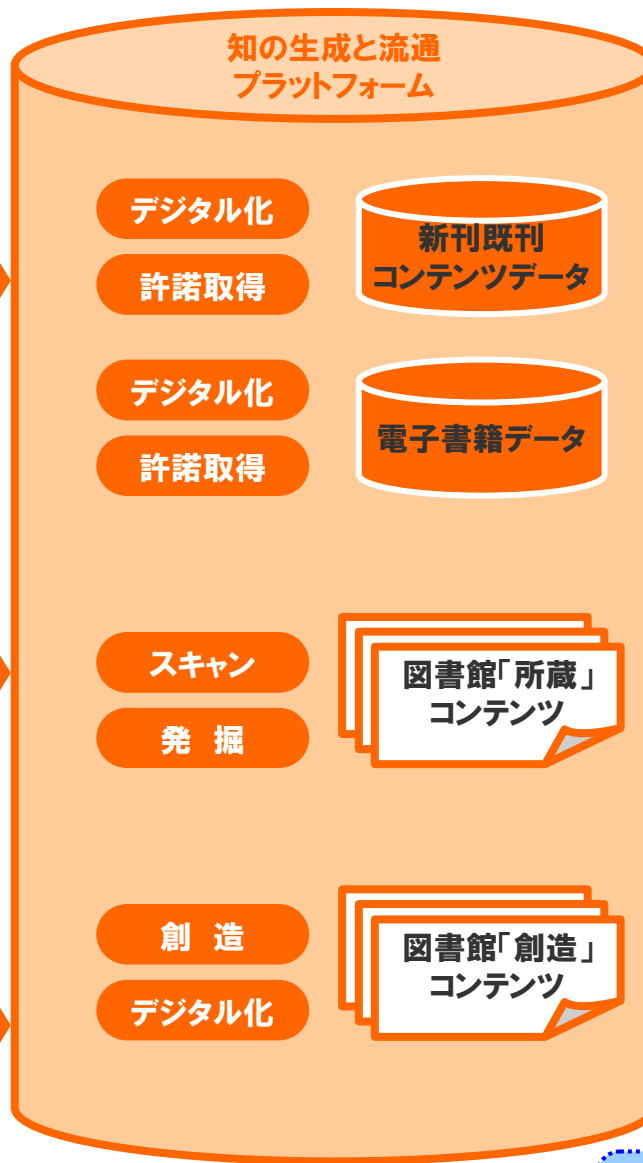 知の生成と流通
プラットフォーム
デジタル化
許諾取得
新刊既刊
コンテンツデータ
デジタル化
許諾取得
電子書籍データ
スキャン
発 掘
図書館「所蔵」
コンテンツ
創 造
デジタル化
図書館「創造」
コンテンツ